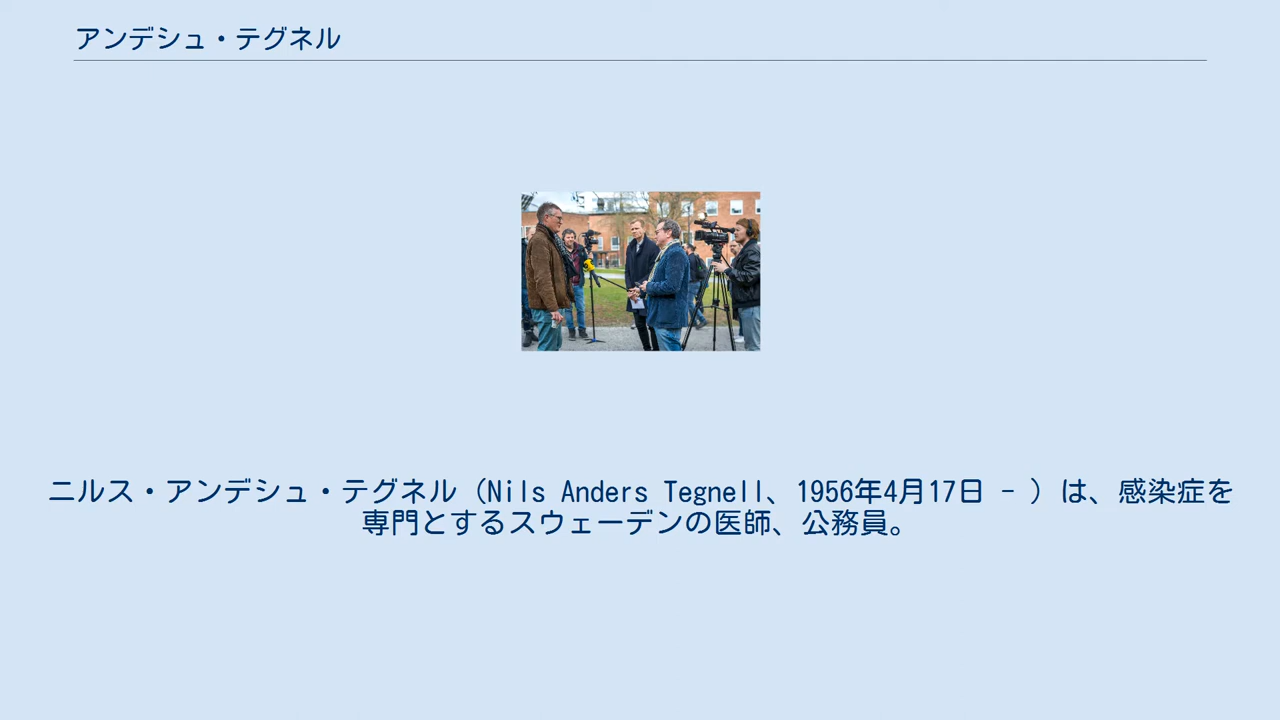 アンデシュ・テグネル
ニルス・アンデシュ・テグネル（Nils Anders Tegnell、1956年4月17日 - ）は、感染症を
専門とするスウェーデンの医師、公務員。